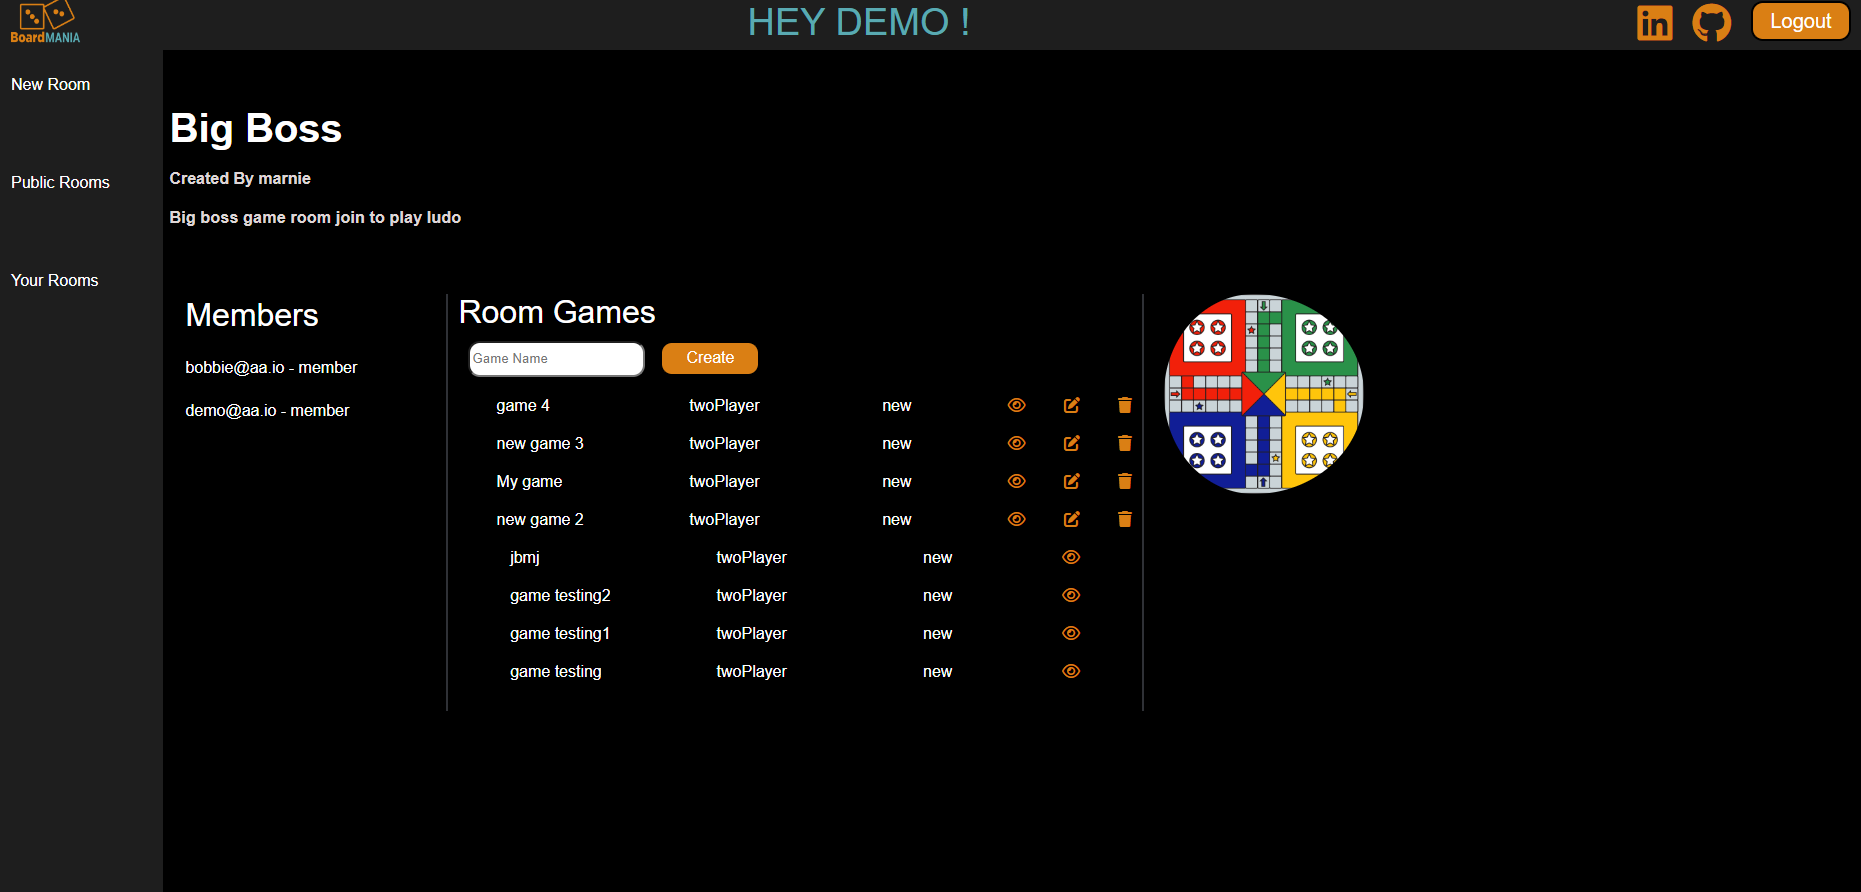 BoardMANIA
HEY DEMO !
Logout
New Room
Public Rooms
Your Rooms
Big Boss
Created By marnie
Big boss game room join to play ludo
Members
bobbie@aa.io - member
demo@aa.io - member
Room Games
Game Name
Create
game 4 twoPlayer new
new game 3 twoPlayer new
My game twoPlayer new
new game 2 twoPlayer new
jbmj twoPlayer new
game testing2 twoPlayer new
game testing1 twoPlayer new
game testing twoPlayer new